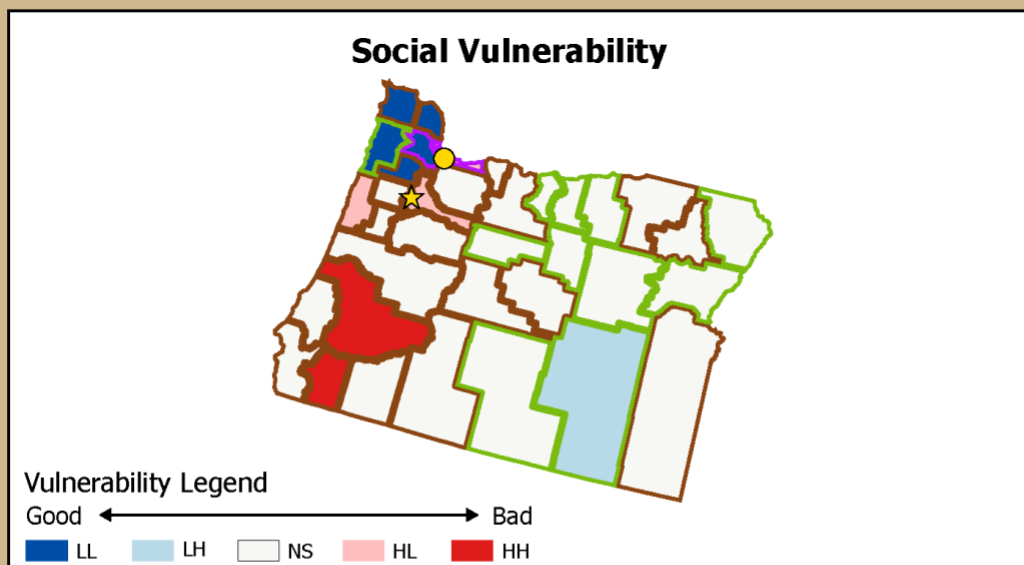 Social Vulnerability
Vulnerability Legend
Good Bad
LL LH NS HL HH